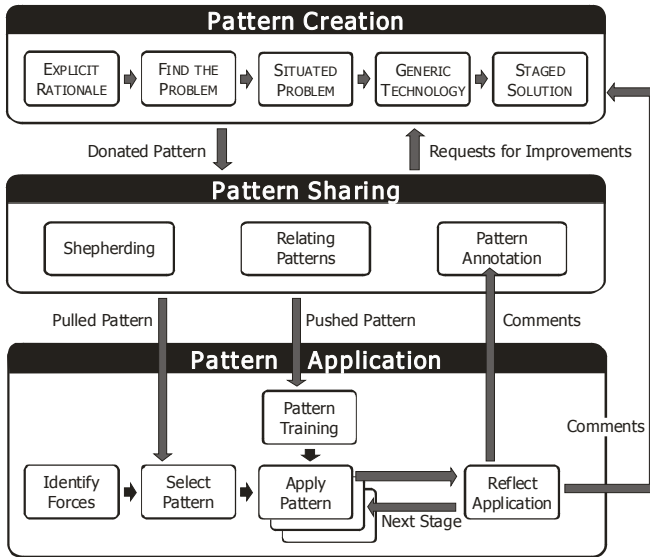 Pattern Creation
EXPLICIT
RATIONALE
FIND THE
PROBLEM
SITUATED
PROBLEM
GENERIC
TECHNOLOGY
STAGED
SOLUTION
Donated Pattern
Requests for Improvements
Pattern Sharing
Shepherding
Relating
Patterns
Pattern
Annotation
Pulled Pattern
Pushed Pattern
Comments
Pattern Application
Pattern
Training
Comments
Identify
Forces
Select
Pattern
Apply
Pattern
Next Stage
Reflect
Application